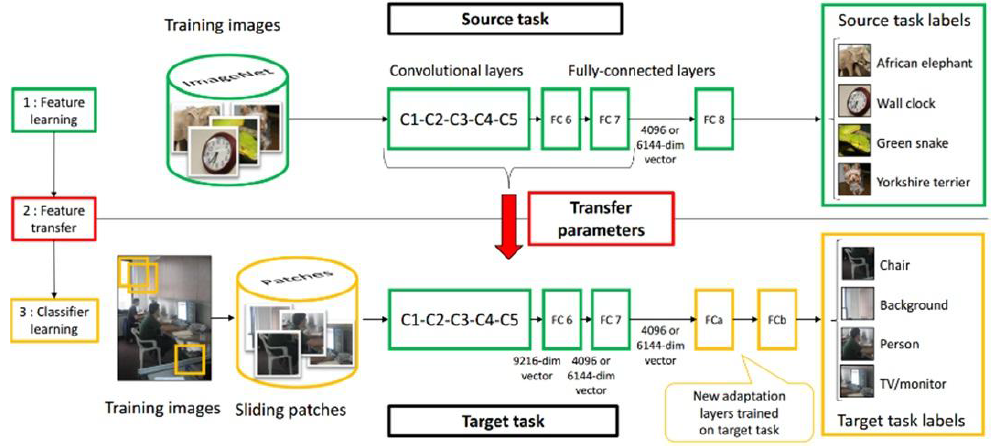 Training images
Source task
Source task labels
ImageNet
Convolutional layers
Fully-connected layers
African elephant
1 : Feature
learning
C1-C2-C3-C4-C5
FC 6
FC 7
4096 or
6144-dim
vector
FC 8
Wall clock
Green snake
Yorkshire terrier
2 : Feature
transfer
Transfer
parameters
3 : Classifier
learning
Patches
Chair
C1-C2-C3-C4-C5
FC 6
FC 7
4096 or
6144-dim
vector
FCa
FCb
Background
9216-dim
vector
4096 or
6144-dim
vector
Person
TV/monitor
Training images
Sliding patches
Target task
New adaptation
layers trained
on target task
Target task labels